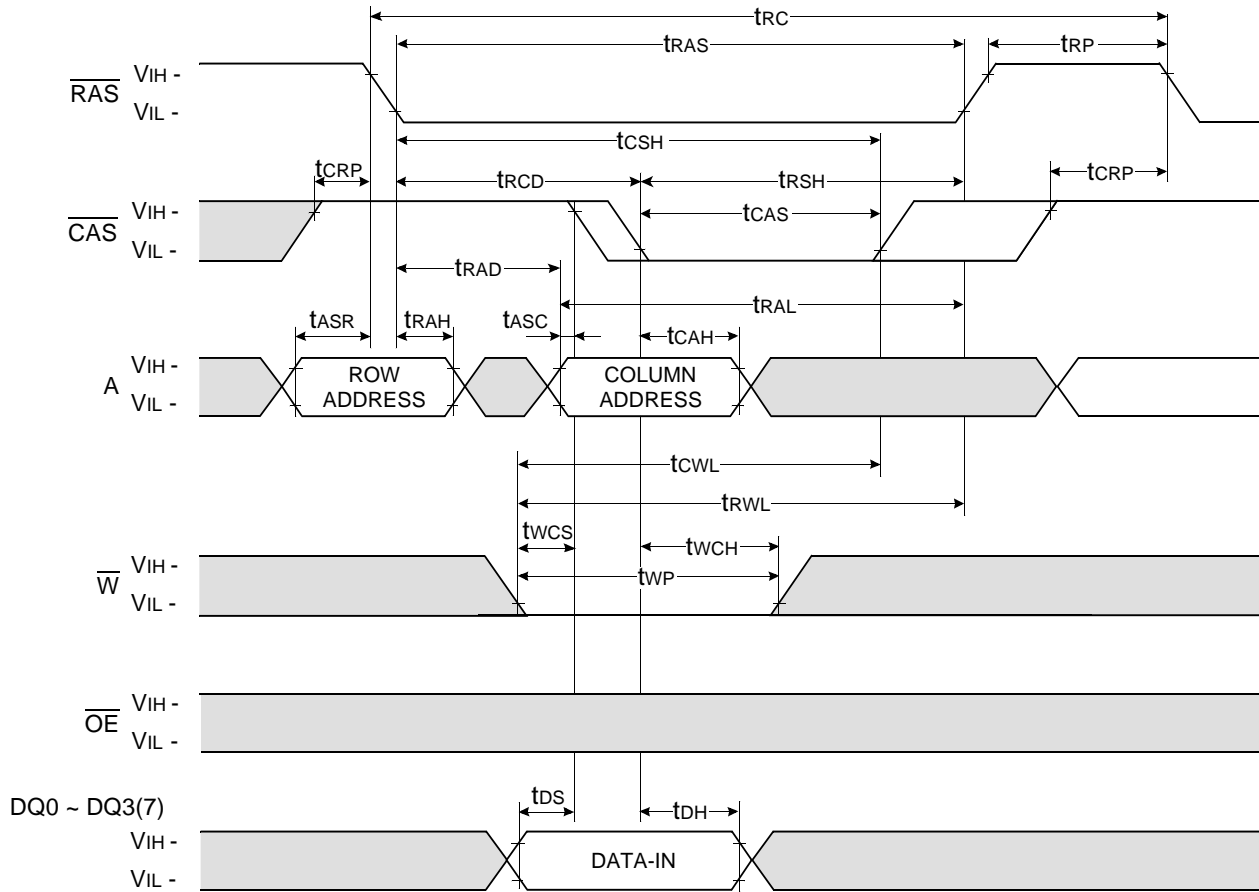 tRC
tRAS
tRP
RAS
VIH -
VIL -
tCSH
tCRP
tRCD
tRSH
tCRP
CAS
VIH -
VIL -
tCAS
tRAD
tRAL
tASR
tRAH
tASC
tCAH
A
VIH -
VIL -
ROW
ADDRESS
COLUMN
ADDRESS
tCWL
tRWL
tWCS
tWCH
W
VIH -
VIL -
tWP
OE
VIH -
VIL -
DQ0 ~ DQ3(7)
tDS
tDH
VIH -
VIL -
DATA-IN